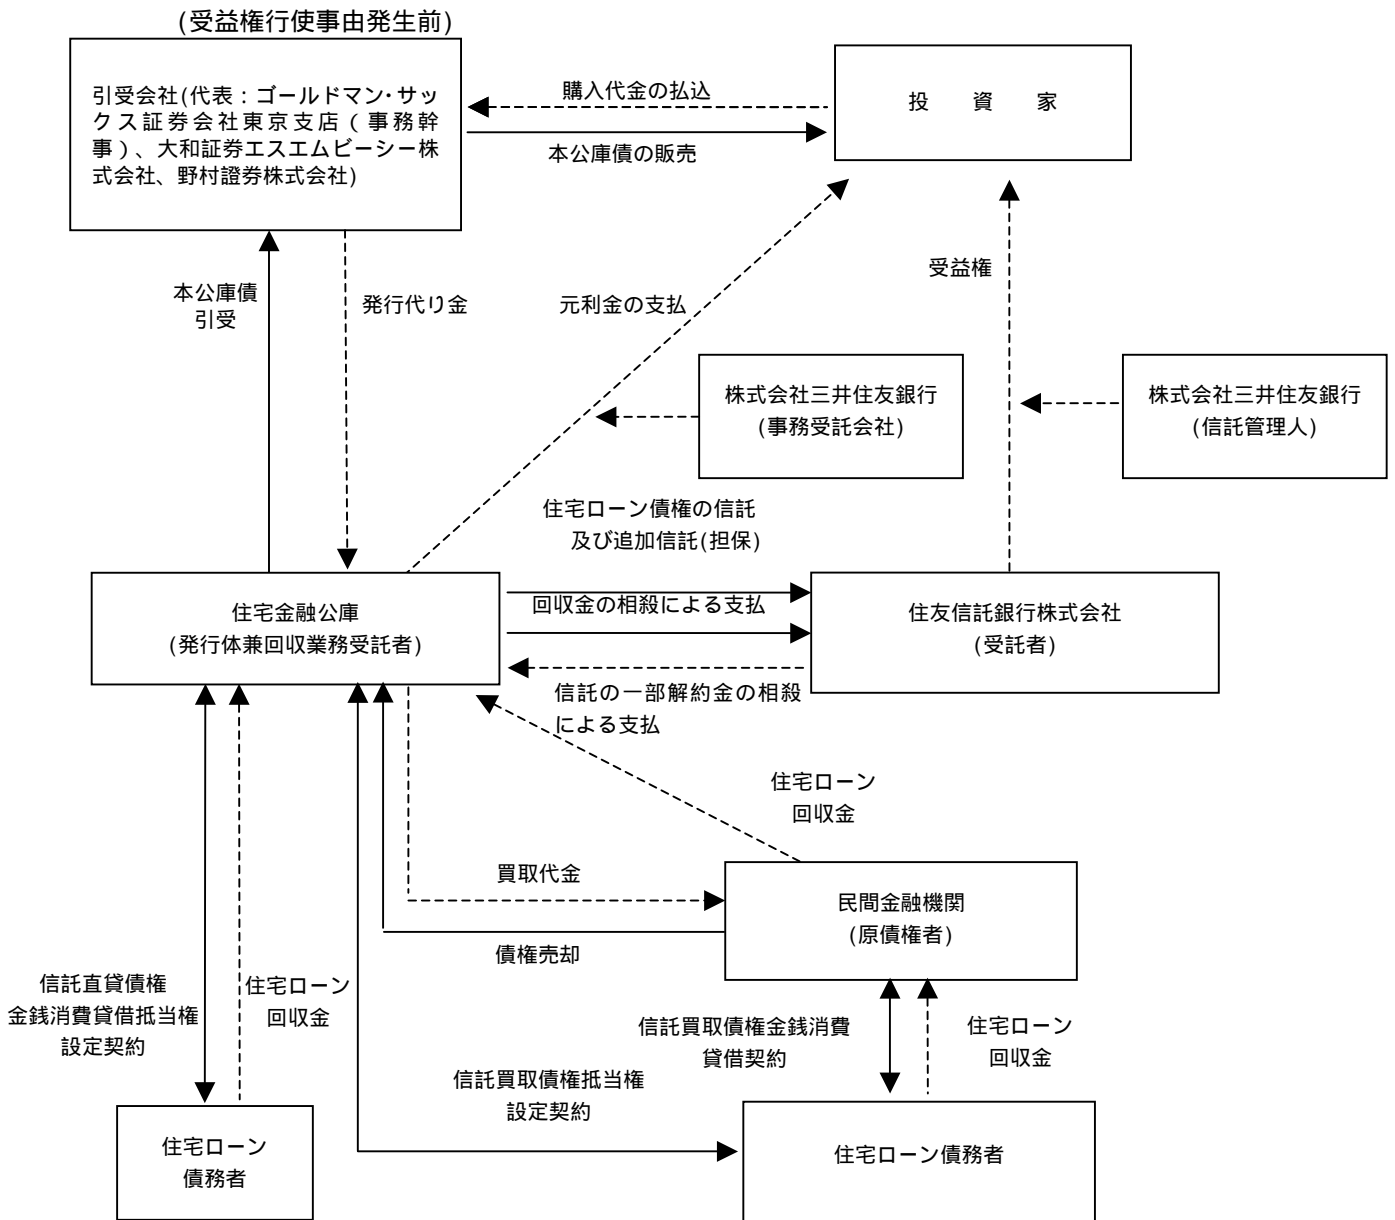 (受益権行使事由発生前)
引受会社(代表：ゴールドマン・サッ
クス証券会社東京支店（事務幹
事）、大和証券エスエムビーシー株
式会社、野村證券株式会社)
購入代金の払込
本公庫債の販売
投　資　家
本公庫債
引受
発行代り金
元利金の支払
受益権
株式会社三井住友銀行
(事務受託会社)
株式会社三井住友銀行
(信託管理人)
住宅ローン債権の信託
及び追加信託(担保)
住宅金融公庫
(発行体兼回収業務受託者)
回収金の相殺による支払
住友信託銀行株式会社
(受託者)
信託の一部解約金の相殺
による支払
住宅ローン
回収金
買取代金
民間金融機関
(原債権者)
債権売却
信託直貸債権
金銭消費貸借抵当権
設定契約
住宅ローン
回収金
信託買取債権金銭消費
貸借契約
住宅ローン
回収金
信託買取債権抵当権
設定契約
住宅ローン
債務者
住宅ローン債務者